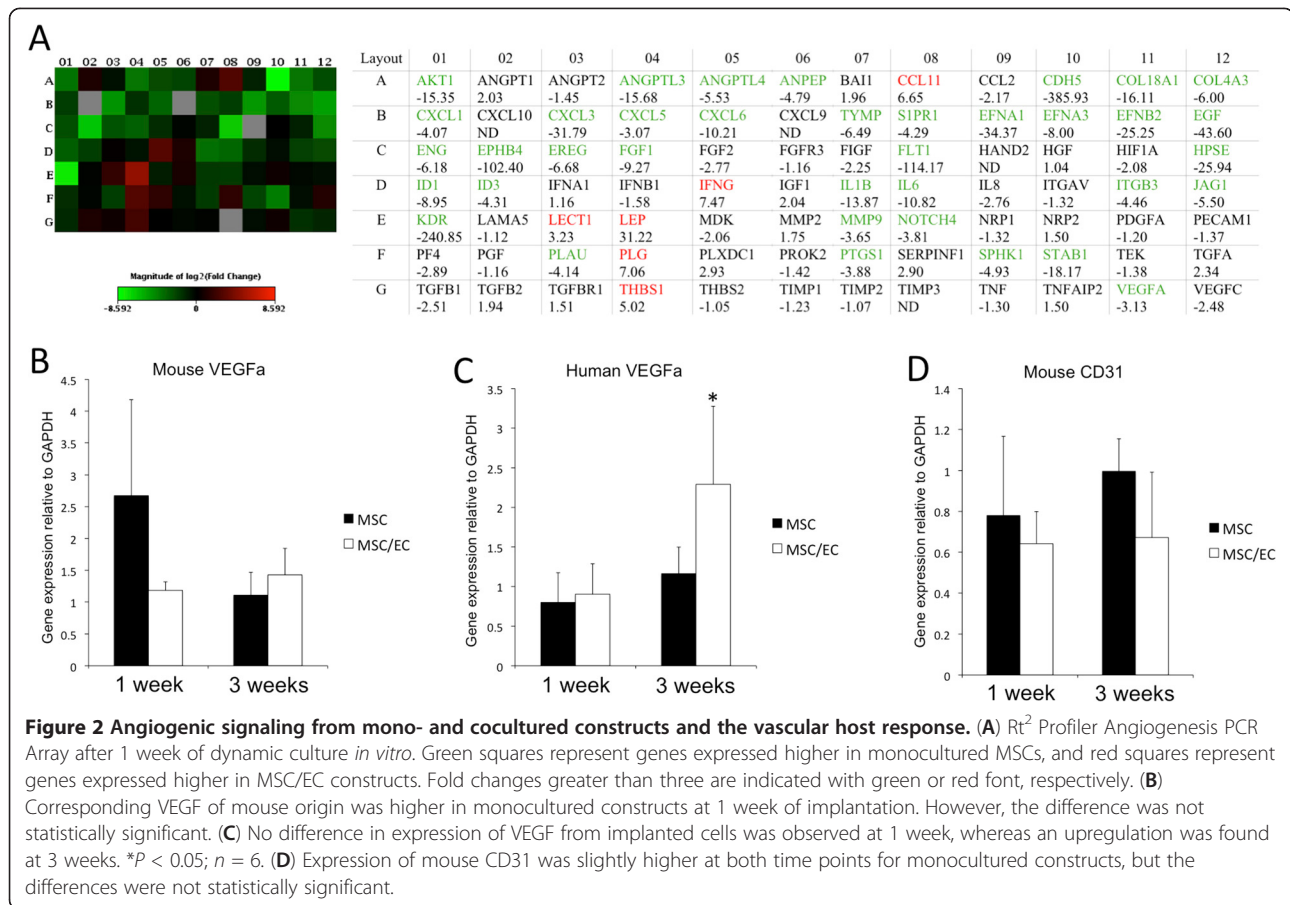 A
01 02 03 04 05 06 07 08 09 10 11 12
A
B
C
D
E
F
G
Magnitude of log2(Fold Change)
-8.592 0 8.592
Layout 01 02 03 04 05 06 07 08 09 10 11 12
A AKT1 ANGPT1 ANGPT2 ANGPTL3 ANGPTL4 ANPEP BAI1 CCL11 CCL2 CDH5 COL18A1 COL4A3
-15.35 2.03 -1.45 -15.68 -5.53 -4.79 1.96 6.65 -2.17 -385.93 -16.11 -6.00
B CXCL1 CXCL10 CXCL3 CXCL5 CXCL6 CXCL9 TYMP S1PR1 EFNA1 EFNA3 EFNB2 EGF
-4.07 ND -31.79 -3.07 -10.21 ND -6.49 -4.29 -34.37 -8.00 -25.25 -43.60
C ENG EPHB4 EREG FGF1 FGF2 FGFR3 FIGF FLT1 HAND2 HGF HIF1A HPSE
-6.18 -102.40 -6.68 -9.27 -2.77 -1.16 -2.25 -114.17 ND 1.04 -2.08 -25.94
D ID1 ID3 IFNA1 IFNB1 IFNG IGF1 IL1B IL6 IL8 ITGAV ITGB3 JAG1
-8.95 -4.31 1.16 -1.58 7.47 2.04 -13.87 -10.82 -2.76 -1.32 -4.46 -5.50
E KDR LAMA5 LECT1 LEP MDK MMP2 MMP9 NOTCH4 NRP1 NRP2 PDGFA PECAM1
-240.85 -1.12 3.23 31.22 -2.06 1.75 -3.65 -3.81 -1.32 1.50 -1.20 -1.37
F PF4 PGF PLAU PLG PLXDC1 PROK2 PTGS1 SERPINF1 SPHK1 STAB1 TEK TGFA
-2.89 -1.16 -4.14 7.06 2.93 -1.42 -3.88 2.90 -4.93 -18.17 -1.38 2.34
G TGFB1 TGFB2 TGFBR1 THBS1 THBS2 TIMP1 TIMP2 TIMP3 TNF TNFAIP2 VEGFA VEGFC
-2.51 1.94 1.51 5.02 -1.05 -1.23 -1.07 ND -1.30 1.50 -3.13 -2.48
B
Mouse VEGFa
Gene expression relative to GAPDH
4.5
4
3.5
3
2.5
2
1.5
1
0.5
0
1 week 3 weeks
MSC
MSC/EC
C
Human VEGFa
Gene expression relative to GAPDH
3.5
3
2.5
2
1.5
1
0.5
0
*
1 week 3 weeks
MSC
MSC/EC
D
Mouse CD31
Gene expression relative to GAPDH
1.4
1.2
1
0.8
0.6
0.4
0.2
0
1 week 3 weeks
MSC
MSC/EC
Figure 2 Angiogenic signaling from mono- and cocultured constructs and the vascular host response. (A) Rt² Profiler Angiogenesis PCR
Array after 1 week of dynamic culture in vitro. Green squares represent genes expressed higher in monocultured MSCs, and red squares represent
genes expressed higher in MSC/EC constructs. Fold changes greater than three are indicated with green or red font, respectively. (B)
Corresponding VEGF of mouse origin was higher in monocultured constructs at 1 week of implantation. However, the difference was not
statistically significant. (C) No difference in expression of VEGF from implanted cells was observed at 1 week, whereas an upregulation was found
at 3 weeks. *P < 0.05; n = 6. (D) Expression of mouse CD31 was slightly higher at both time points for monocultured constructs, but the
differences were not statistically significant.